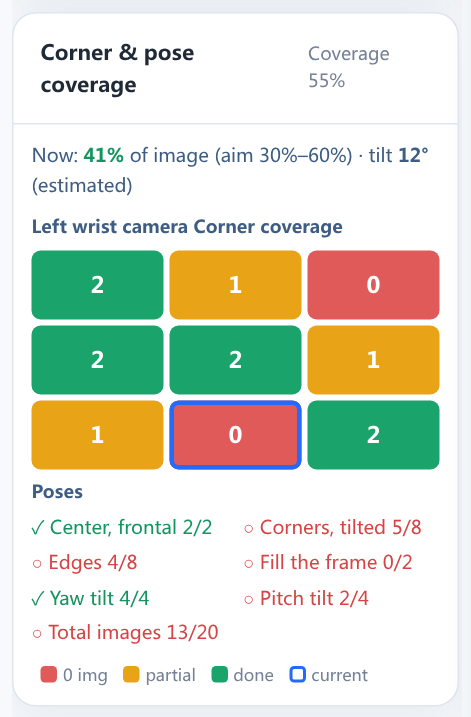 Corner & pose
coverage
Coverage
55%
Now: 41% of image (aim 30%–60%) · tilt 12°
(estimated)
Left wrist camera Corner coverage
2 1 0
2 2 1
1 0 2
Poses
✓ Center, frontal 2/2
○ Corners, tilted 5/8
○ Edges 4/8
○ Fill the frame 0/2
✓ Yaw tilt 4/4
○ Pitch tilt 2/4
○ Total images 13/20
0 img partial done current